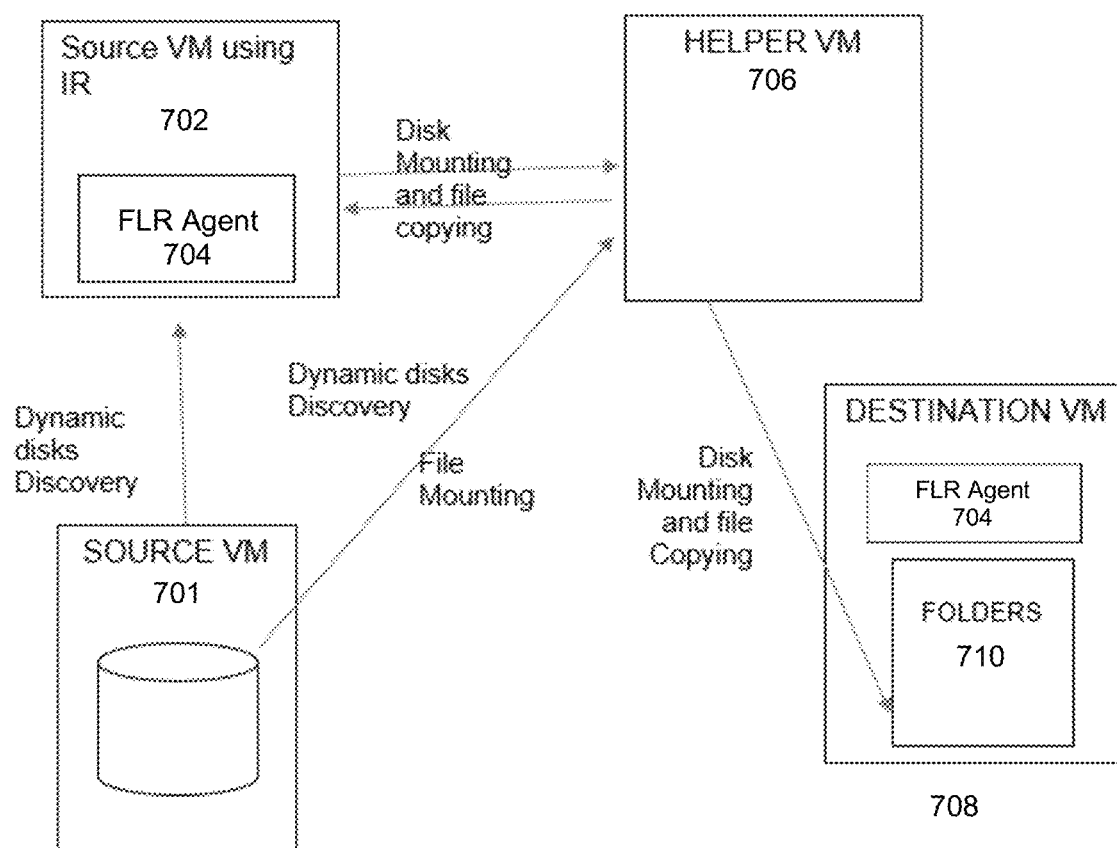 Source VM using
IR
702
FLR Agent
704
HELPER VM
706
Disk
Mounting
and file
copying
Dynamic
disks
Discovery
Dynamic disks
Discovery
File
Mounting
SOURCE VM
701
Disk
Mounting
and file
Copying
DESTINATION VM
FLR Agent
704
FOLDERS
710
708